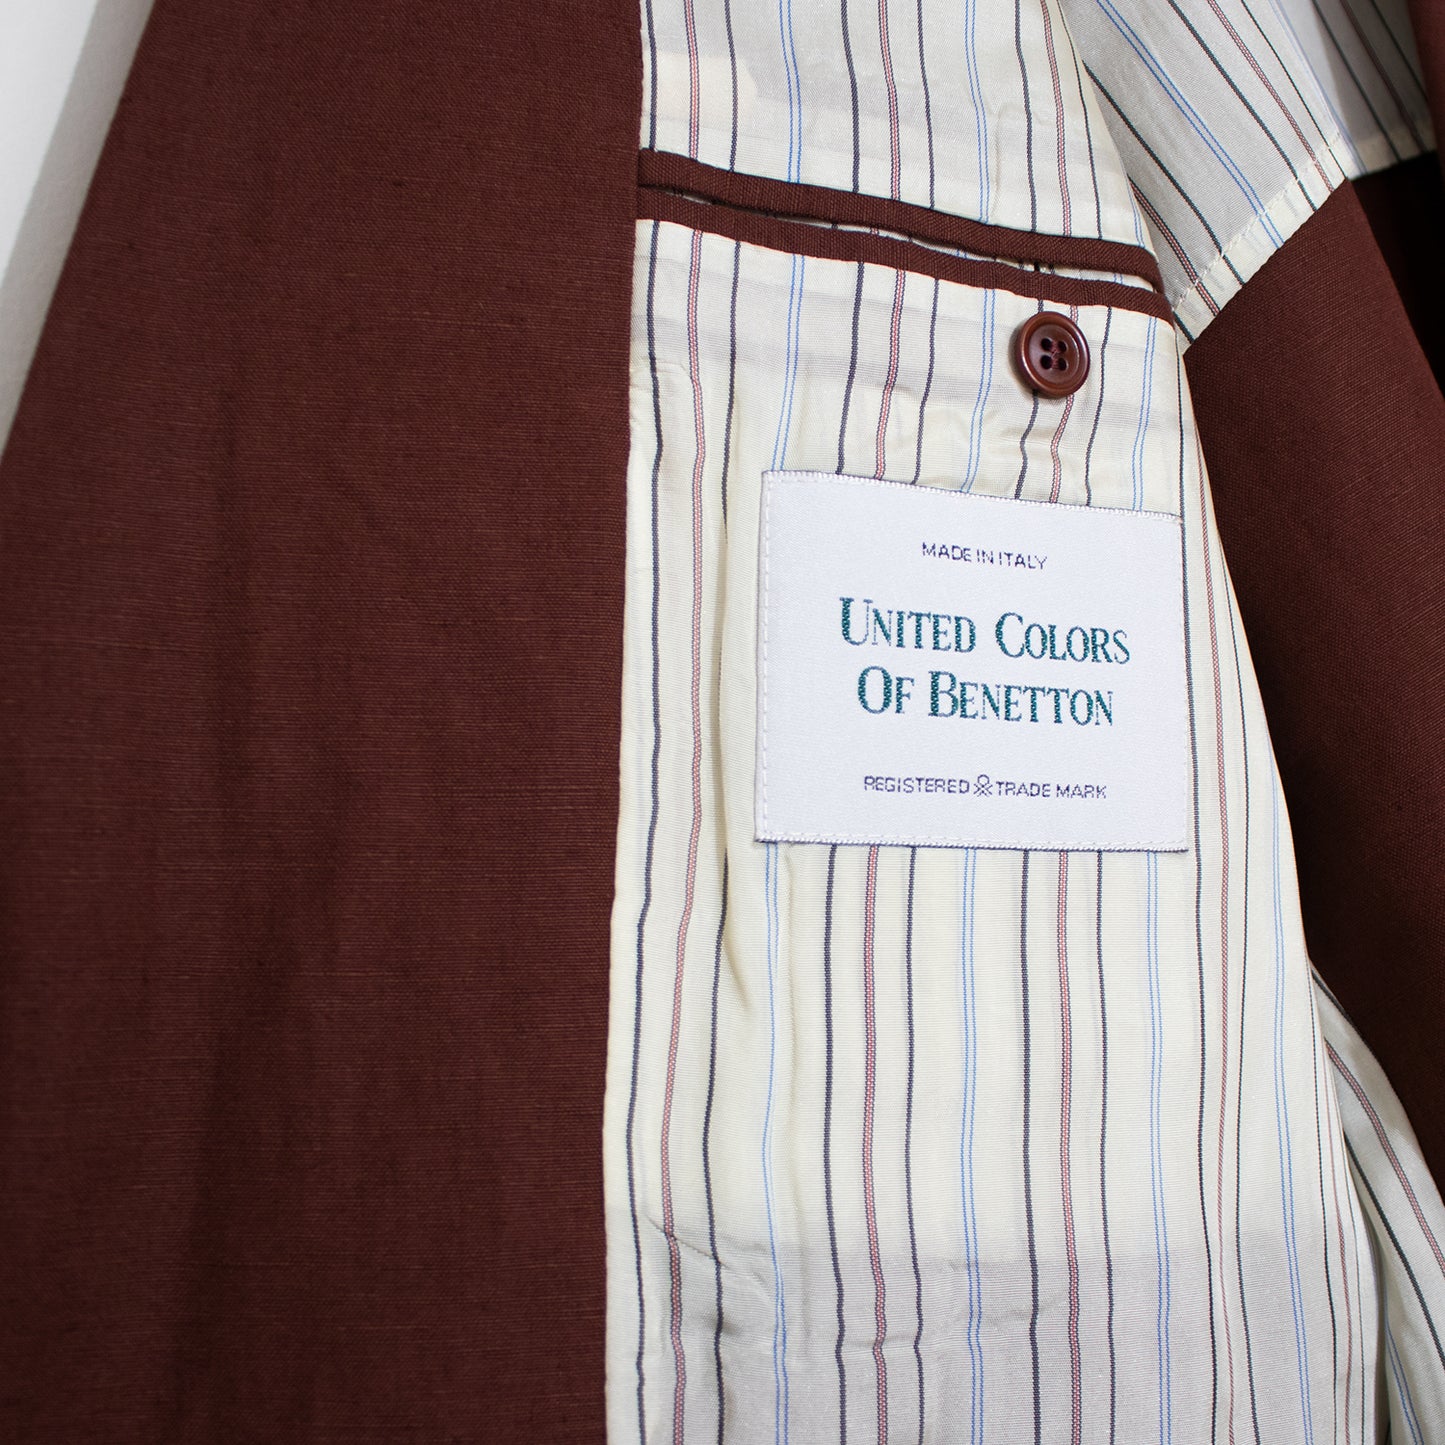 MADE IN ITALY
UNITED COLORS
OF BENETTON
REGISTERED TRADE MARK